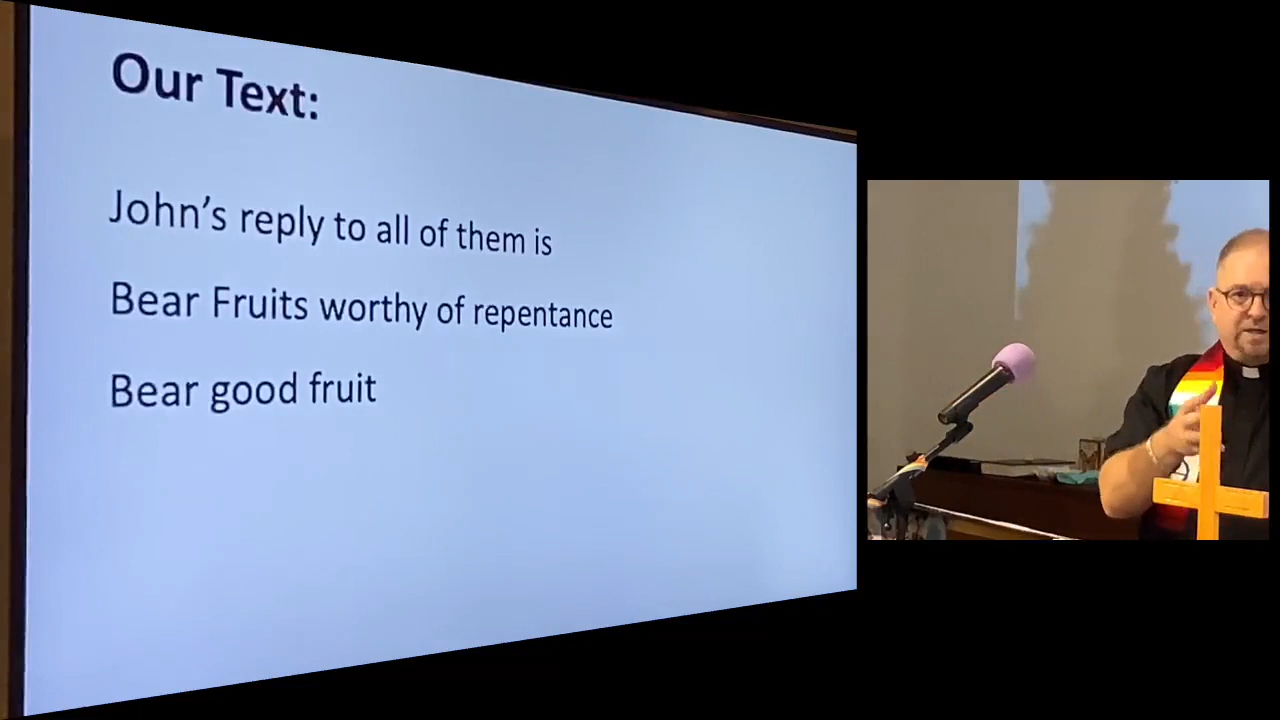 Our Text:
John’s reply to all of them is
Bear Fruits worthy of repentance
Bear good fruit